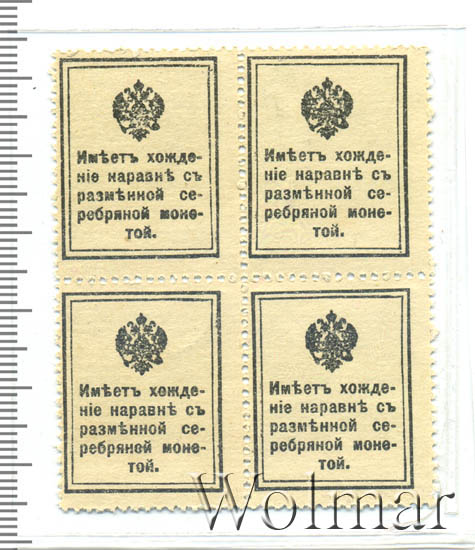 Имѣетъ хожде-
ніе наравнѣ съ
размѣнной се-
ребряной моне-
той.
Имѣетъ хожде-
ніе наравнѣ съ
размѣнной се-
ребряной моне-
той.
Имѣетъ хожде-
ніе наравнѣ съ
размѣнной се-
ребряной моне-
той.
Имѣетъ хожде-
ніе наравнѣ съ
размѣнной се-
ребряной моне-
той.
Wolmar